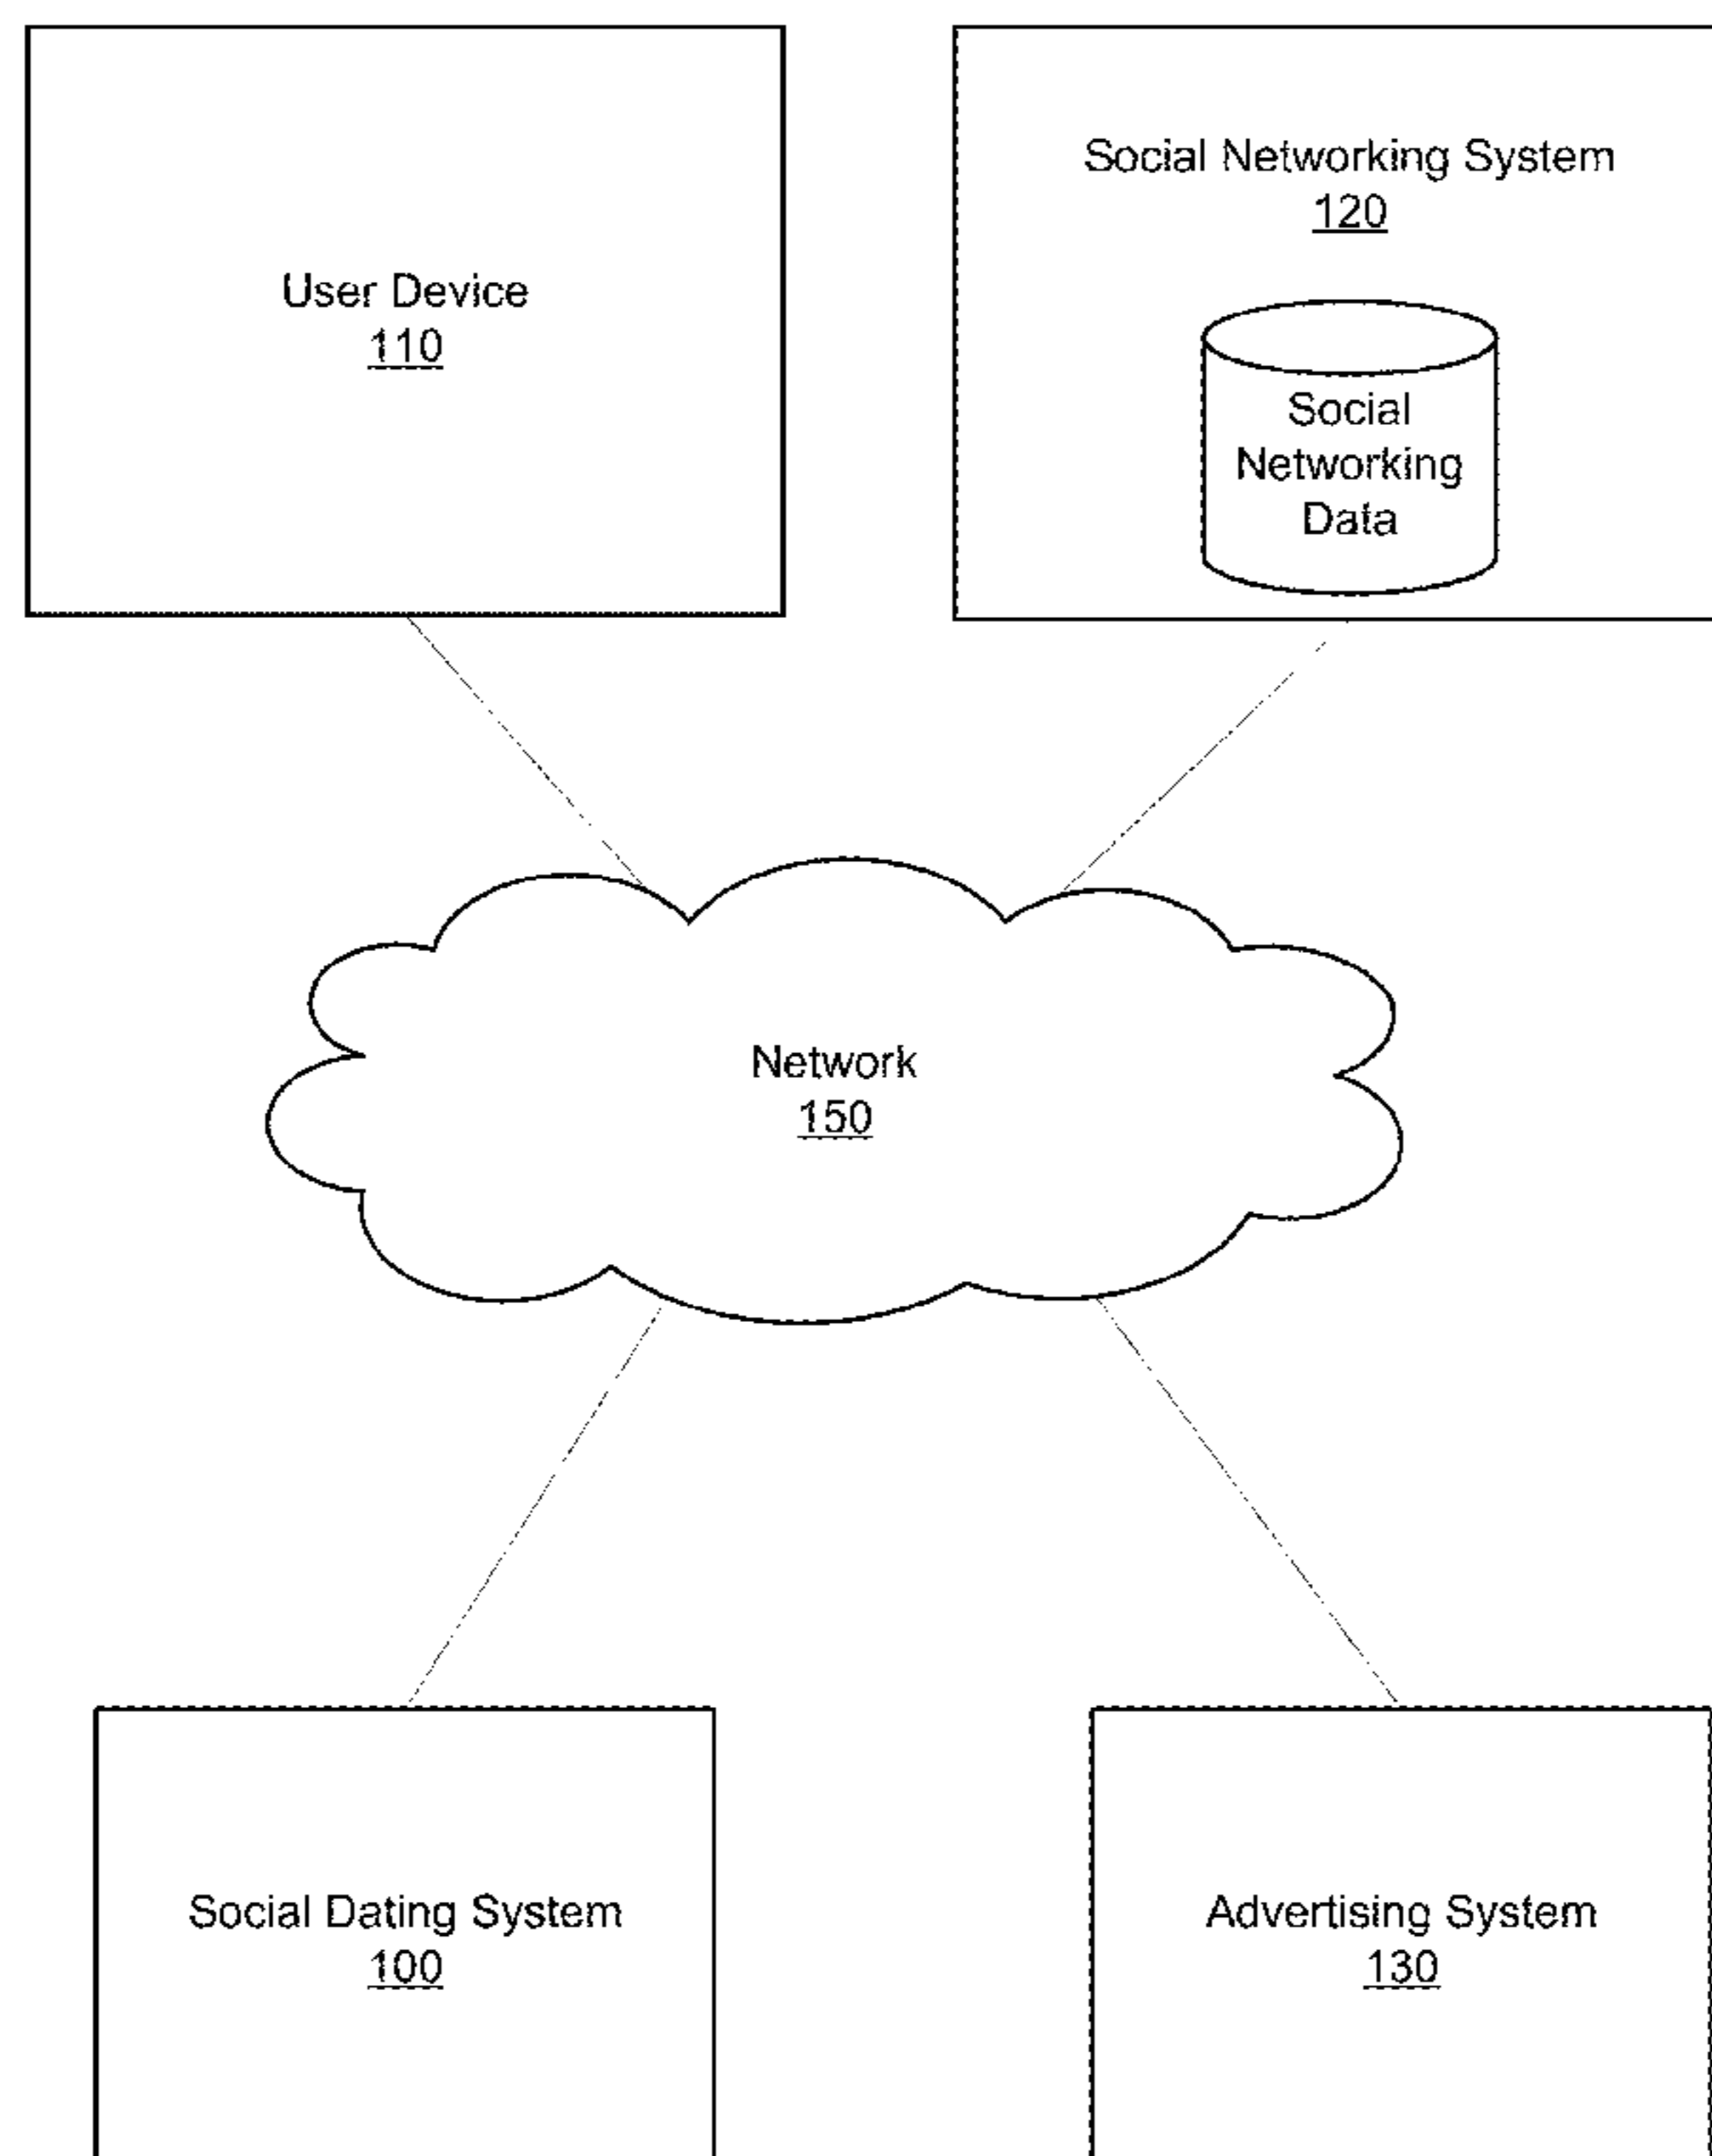 User Device
110
Social Networking System
120
Social
Networking
Data
Network
150
Social Dating System
100
Advertising System
130